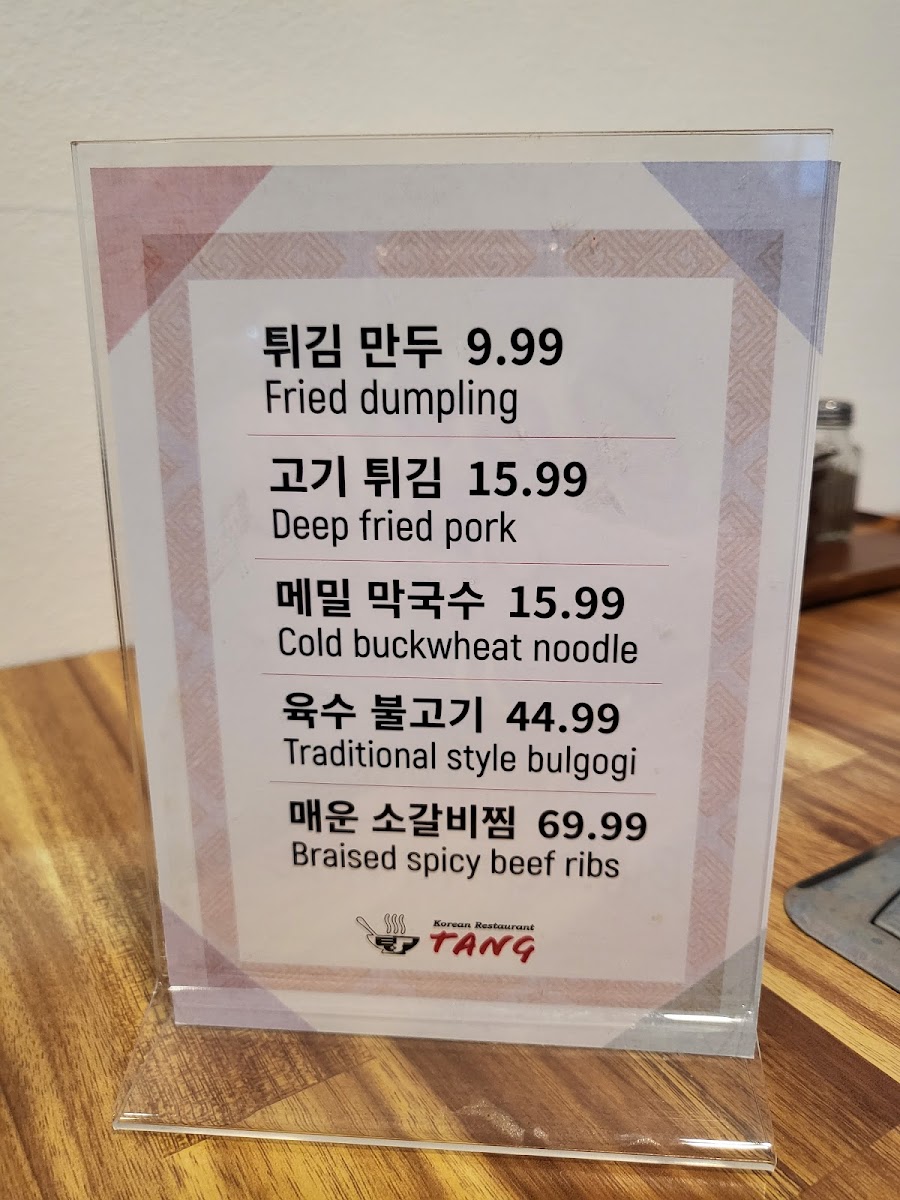 튀김 만두 9.99
Fried dumpling
고기 튀김 15.99
Deep fried pork
메밀 막국수 15.99
Cold buckwheat noodle
육수 불고기 44.99
Traditional style bulgogi
매운 소갈비찜 69.99
Braised spicy beef ribs
탕
Korean Restaurant
TANG